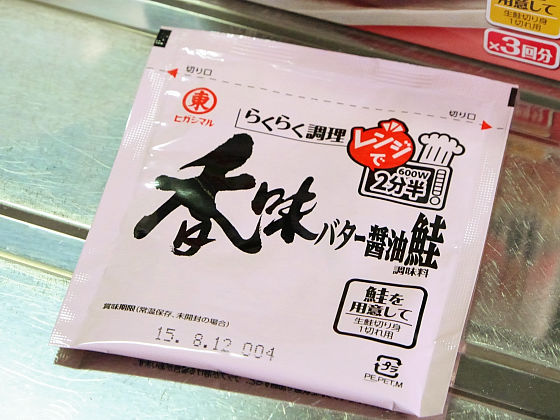 用意して
生鮭切り身
1切れ用
×3回分
切り口
切り口
東
ヒガシマル
らくらく調理
レンジで
600W
2分半
香味
バター醤油鮭
調味料
鮭を
用意して
生鮭切り身
1切れ用
賞味期限(常温保存、未開封の場合)
15. 8.12 004
プラ
PE,PET,M